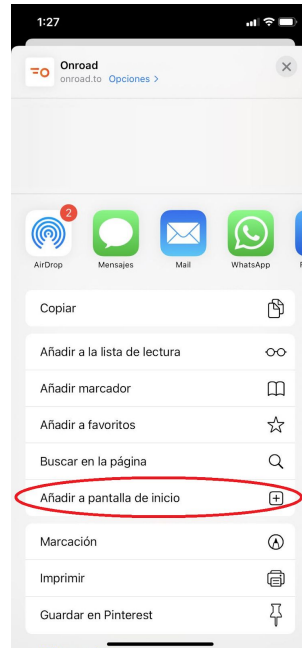 1:27
Onroad
onroad.to Opciones >
2
AirDrop Mensajes Mail WhatsApp
Copiar
Añadir a la lista de lectura
Añadir marcador
Añadir a favoritos
Buscar en la página
Añadir a pantalla de inicio
Marcación
Imprimir
Guardar en Pinterest